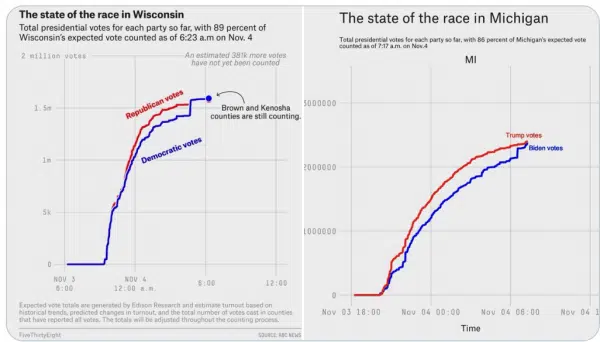 The state of the race in Wisconsin
Total presidential votes for each party so far, with 89 percent of
Wisconsin's expected vote counted as of 6:23 a.m on Nov. 4
2 million votes
An estimated 381k more votes
have not yet been counted
Republican votes
1.5m
Brown and Kenosha
counties are still counting.
Democratic votes
1m
5k
0
NOV 3
6:00
NOV 4
12:00 a.m.
6:00
12:00
Expected vote totals are generated by Edison Research and estimate turnout based on
historical trends, predicted changes in turnout, and the total number of votes cast in counties
that have reported all votes. The totals will be adjusted throughout the counting process.
FiveThirtyEight
SOURCE: ABC NEWS
The state of the race in Michigan
Total presidential votes for each party so far, with 86 percent of Michigan's expected vote
counted as of 7:17 a.m. on Nov. 4
MI
3000000
Trump votes
Biden votes
2000000
1000000
0
Nov 03 18:00
Nov 04 00:00
Nov 04 06:00
Time